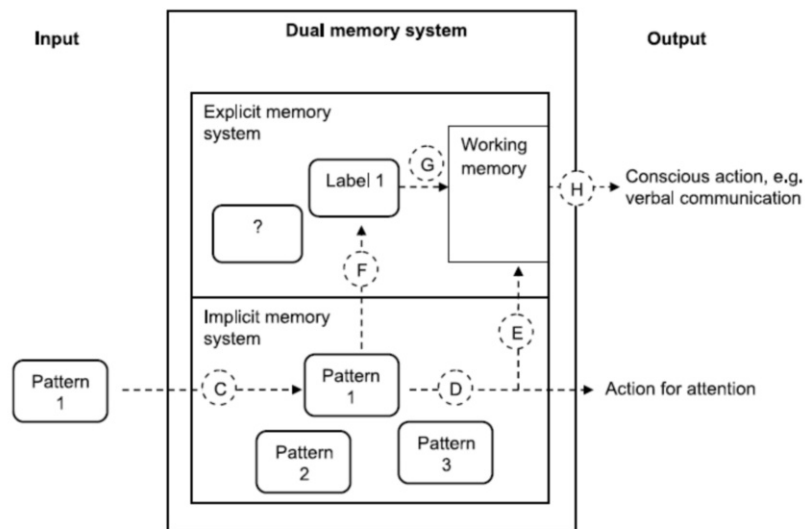 Input
Dual memory system
Output
Explicit memory
system
Working
memory
G
Label 1
H
Conscious action, e.g.
verbal communication
?
F
Implicit memory
system
E
Pattern
1
C
Pattern
1
D
Action for attention
Pattern
2
Pattern
3